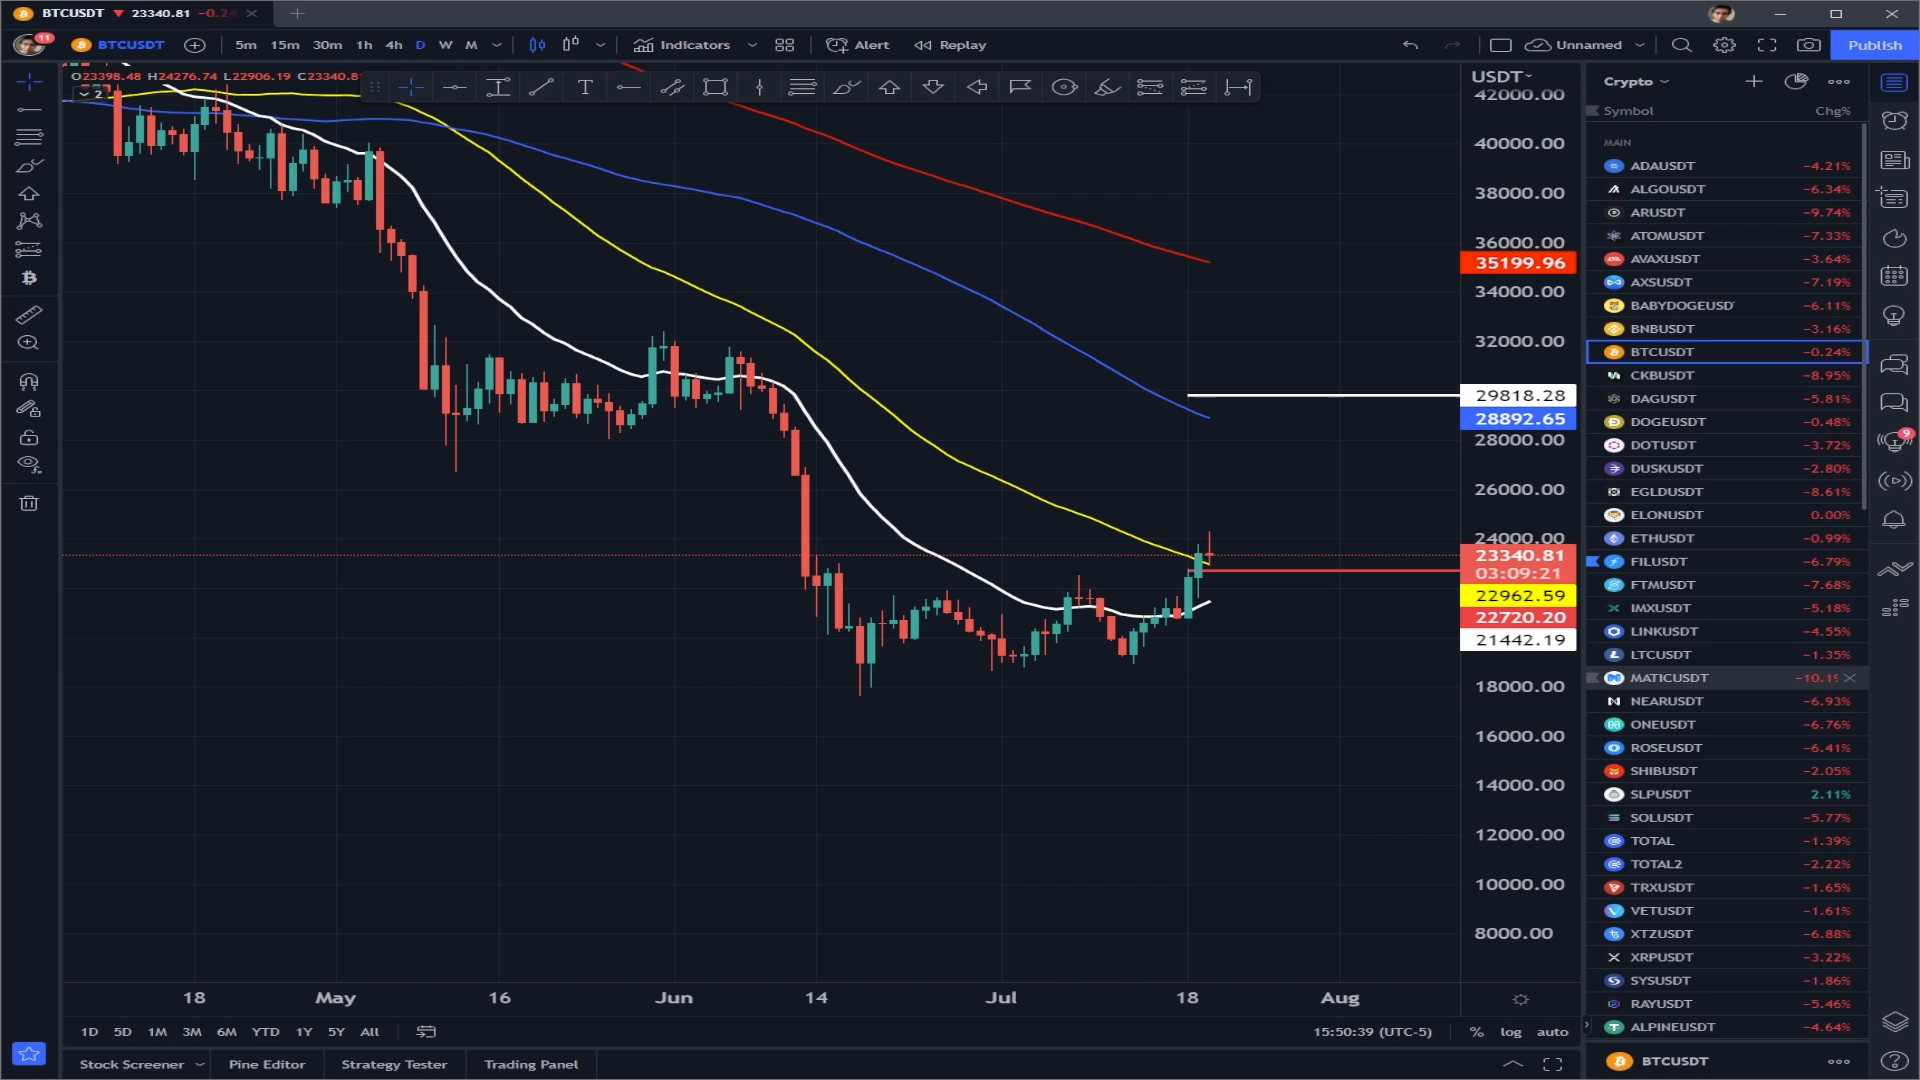 BTCUSDT ▼ 23340.81 −0.24
11 BTCUSDT 5m 15m 30m 1h 4h D W M Indicators Alert Replay Unnamed Publish
O23398.48 H24276.74 L22906.19 C23340.81
2
T
USDT
42000.00
40000.00
38000.00
36000.00
35199.96
34000.00
32000.00
29818.28
28892.65
28000.00
26000.00
24000.00
23340.81
03:09:21
22962.59
22720.20
21442.19
18000.00
16000.00
14000.00
12000.00
10000.00
8000.00
18 May 16 Jun 14 Jul 18 Aug
1D 5D 1M 3M 6M YTD 1Y 5Y All 15:50:39 (UTC-5) % log auto
Stock Screener Pine Editor Strategy Tester Trading Panel
Crypto
Symbol Chg%
MAIN
ADAUSDT −4.21%
ALGOUSDT −6.34%
ARUSDT −9.74%
ATOMUSDT −7.33%
AVAXUSDT −3.64%
AXSUSDT −7.19%
BABYDOGEUSD −6.11%
BNBUSDT −3.16%
BTCUSDT −0.24%
CKBUSDT −8.95%
DAGUSDT −5.81%
DOGEUSDT −0.48%
DOTUSDT −3.72%
DUSKUSDT −2.80%
EGLDUSDT −8.61%
ELONUSDT 0.00%
ETHUSDT −0.99%
FILUSDT −6.79%
FTMUSDT −7.68%
IMXUSDT −5.18%
LINKUSDT −4.55%
LTCUSDT −1.35%
MATICUSDT −10.19
NEARUSDT −6.93%
ONEUSDT −6.76%
ROSEUSDT −6.41%
SHIBUSDT −2.05%
SLPUSDT 2.11%
SOLUSDT −5.77%
TOTAL −1.39%
TOTAL2 −2.22%
TRXUSDT −1.65%
VETUSDT −1.61%
XTZUSDT −6.88%
XRPUSDT −3.22%
SYSUSDT −1.86%
RAYUSDT −5.46%
ALPINEUSDT −4.64%
BTCUSDT
9